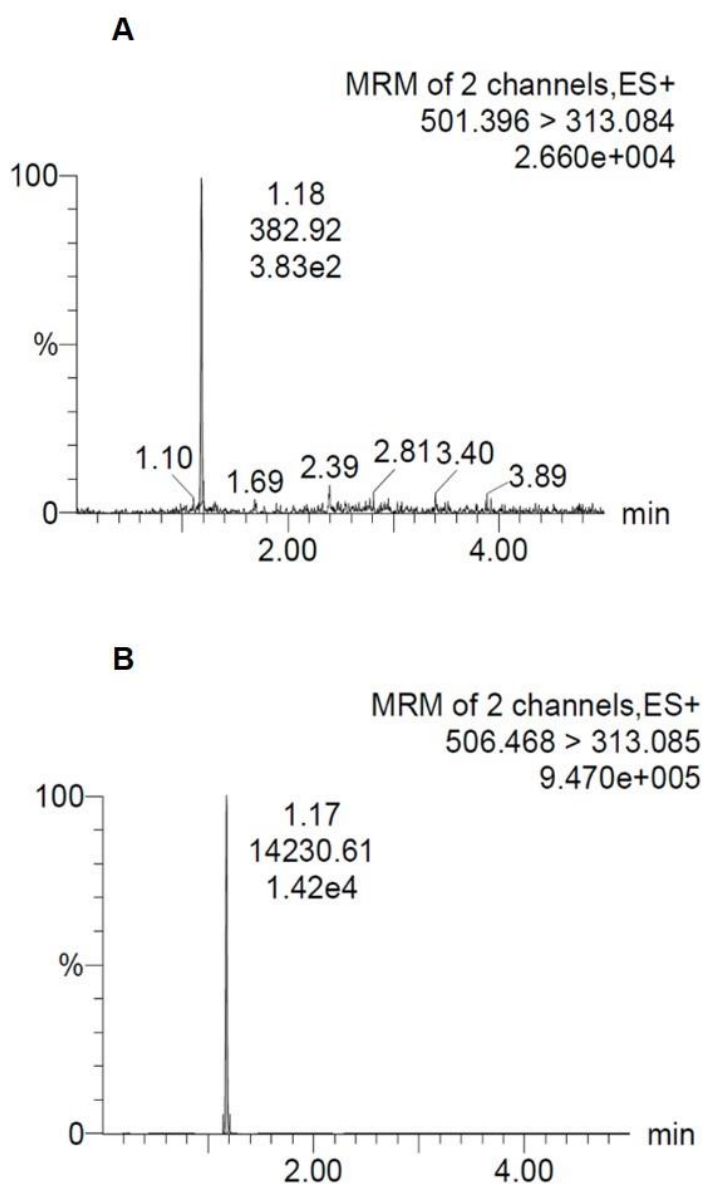 A
MRM of 2 channels,ES+
501.396 > 313.084
2.660e+004
100
1.18
382.92
3.83e2
%
1.10
1.69
2.39
2.81
3.40
3.89
0
min
2.00
4.00
B
MRM of 2 channels,ES+
506.468 > 313.085
9.470e+005
100
1.17
14230.61
1.42e4
%
0
min
2.00
4.00